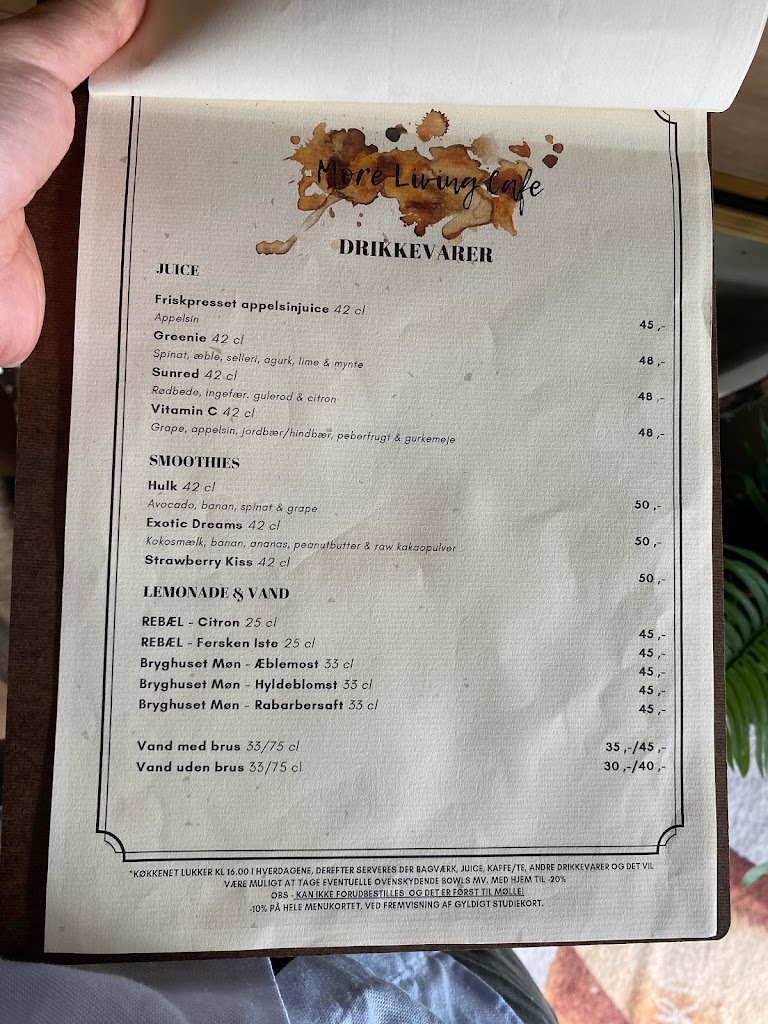 More Living Cafe
DRIKKEVARER
JUICE
Friskpresset appelsinjuice 42 cl
Appelsin 45 ,-
Greenie 42 cl
Spinat, æble, selleri, agurk, lime & mynte 48 ,-
Sunred 42 cl
Rødbede, ingefær. gulerod & citron 48 ,-
Vitamin C 42 cl
Grape, appelsin, jordbær/hindbær, peberfrugt & gurkemeje 48 ,-
SMOOTHIES
Hulk 42 cl
Avocado, banan, spinat & grape 50 ,-
Exotic Dreams 42 cl
Kokosmælk, banan, ananas, peanutbutter & raw kakaopulver 50 ,-
Strawberry Kiss 42 cl
50 ,-
LEMONADE & VAND
REBÆL - Citron 25 cl 45 ,-
REBÆL - Fersken Iste 25 cl 45 ,-
Bryghuset Møn - Æblemost 33 cl 45 ,-
Bryghuset Møn - Hyldeblomst 33 cl 45 ,-
Bryghuset Møn - Rabarbersaft 33 cl 45 ,-
Vand med brus 33/75 cl 35 ,-/45 ,-
Vand uden brus 33/75 cl 30 ,-/40 ,-
*KØKKENET LUKKER KL 16.00 I HVERDAGENE, DEREFTER SERVERES DER BAGVÆRK, JUICE, KAFFE/TE, ANDRE DRIKKEVARER OG DET VIL
VÆRE MULIGT AT TAGE EVENTUELLE OVENSKYDENDE BOWLS MV. MED HJEM TIL -20%
OBS - KAN IKKE FORUDBESTILLES, OG DET ER FØRST TIL MØLLE!
-10% PÅ HELE MENUKORTET, VED FREMVISNING AF GYLDIGT STUDIEKORT.